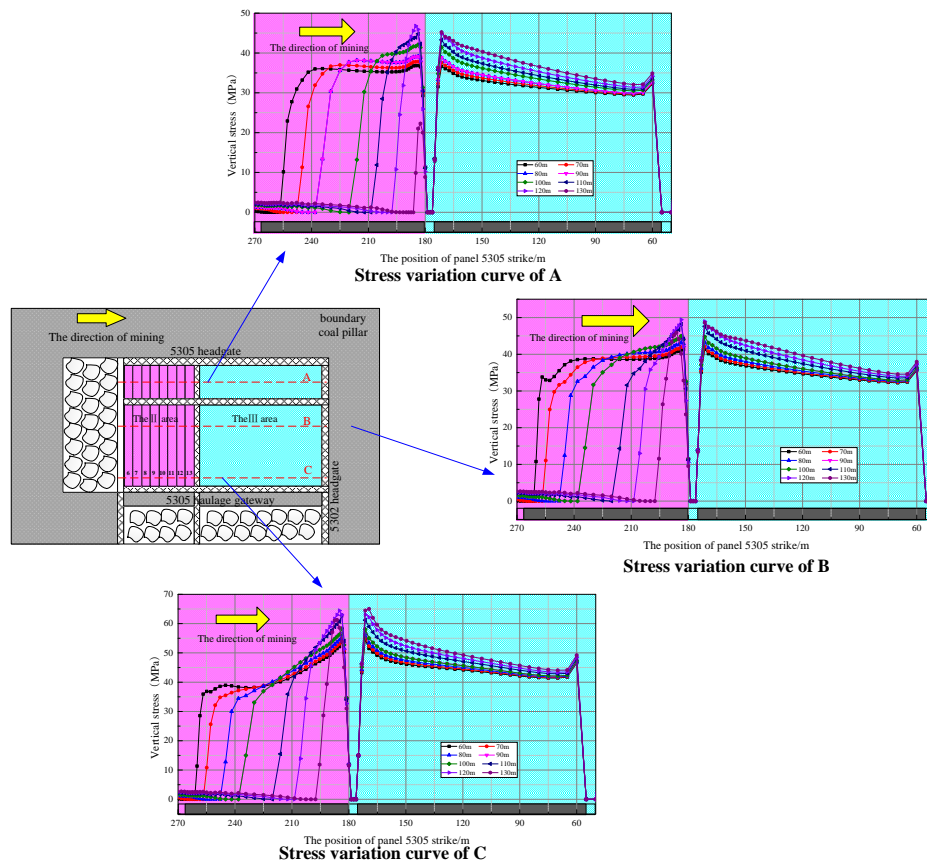 50
40
30
20
10
0
Vertical stress (MPa)
The direction of mining
60m 70m
80m 90m
100m 110m
120m 130m
270 240 210 180 150 120 90 60
The position of panel 5305 strike/m
Stress variation curve of A
The direction of mining
boundary
coal pillar
5305 headgate
A
The II area
The III area
B
C
6 7 8 9 10 11 12 13
5305 haulage gateway
5302 headgate
50
40
30
20
10
0
Vertical stress (MPa)
The direction of mining
60m 70m
80m 90m
100m 110m
120m 130m
270 240 210 180 150 120 90 60
The position of panel 5305 strike/m
Stress variation curve of B
70
60
50
40
30
20
10
0
Vertical stress (MPa)
The direction of mining
60m 70m
80m 90m
100m 110m
120m 130m
270 240 210 180 150 120 90 60
The position of panel 5305 strike/m
Stress variation curve of C